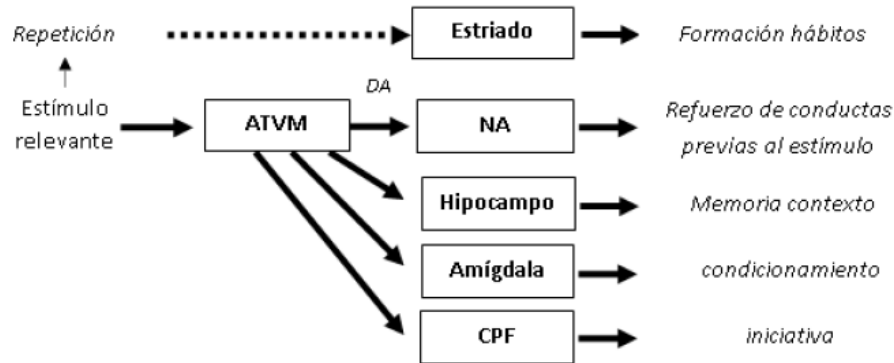 Repetición
Estriado
Formación hábitos
DA
Estímulo
relevante
ATVM
NA
Refuerzo de conductas
previas al estímulo
Hipocampo
Memoria contexto
Amígdala
condicionamiento
CPF
iniciativa